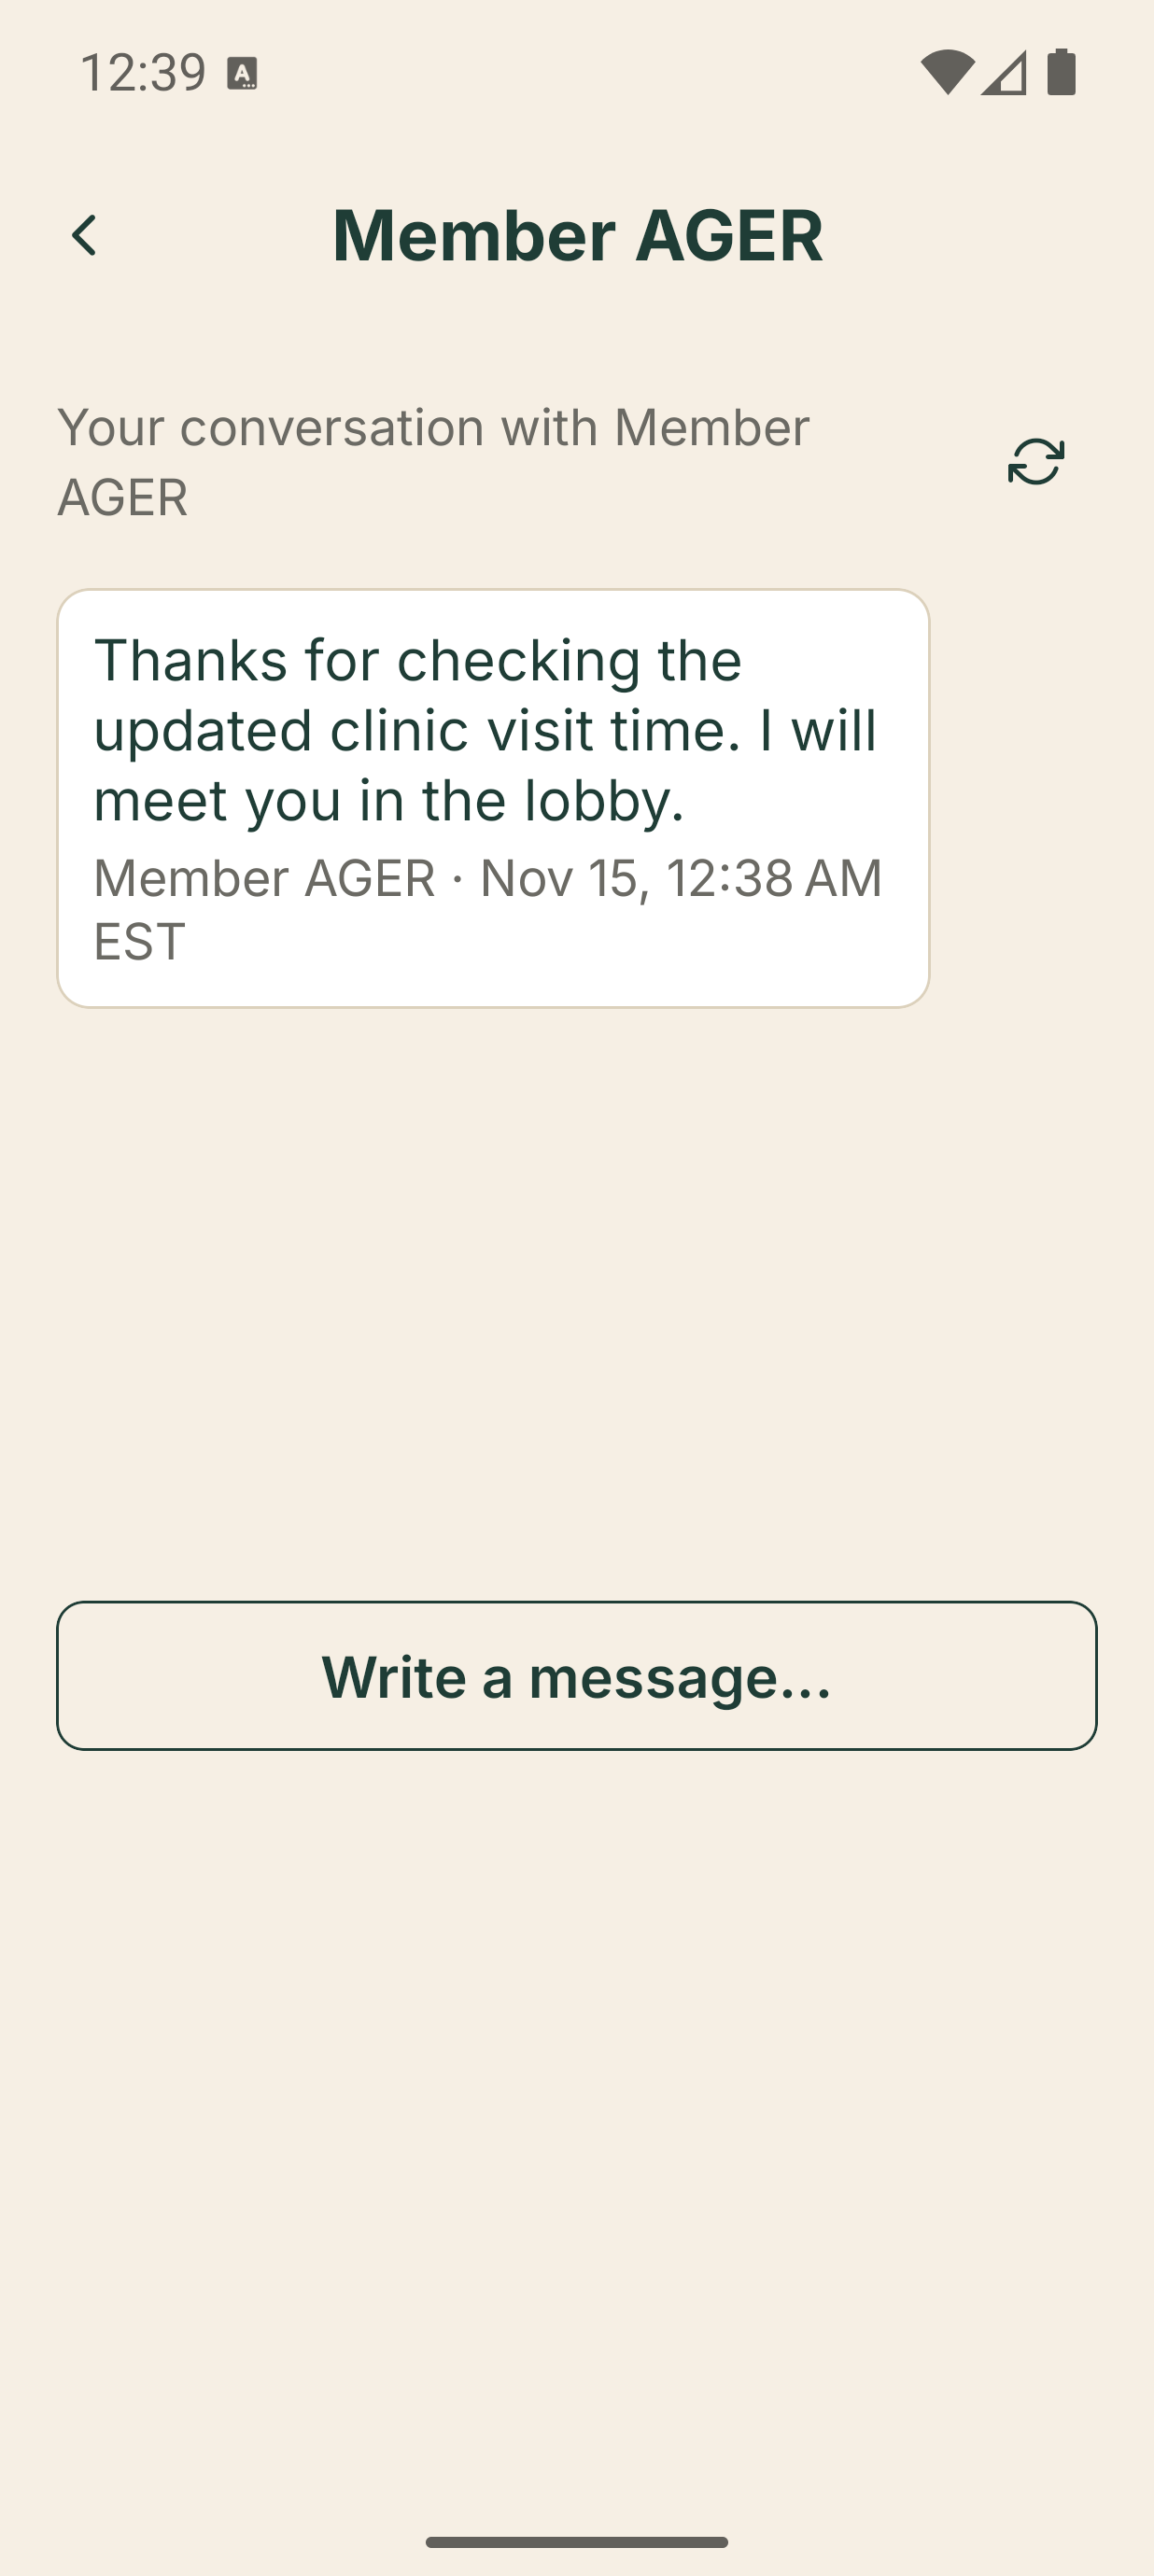 12:39
Member AGER
Your conversation with Member
AGER
Thanks for checking the
updated clinic visit time. I will
meet you in the lobby.
Member AGER · Nov 15, 12:38 AM
EST
Write a message...